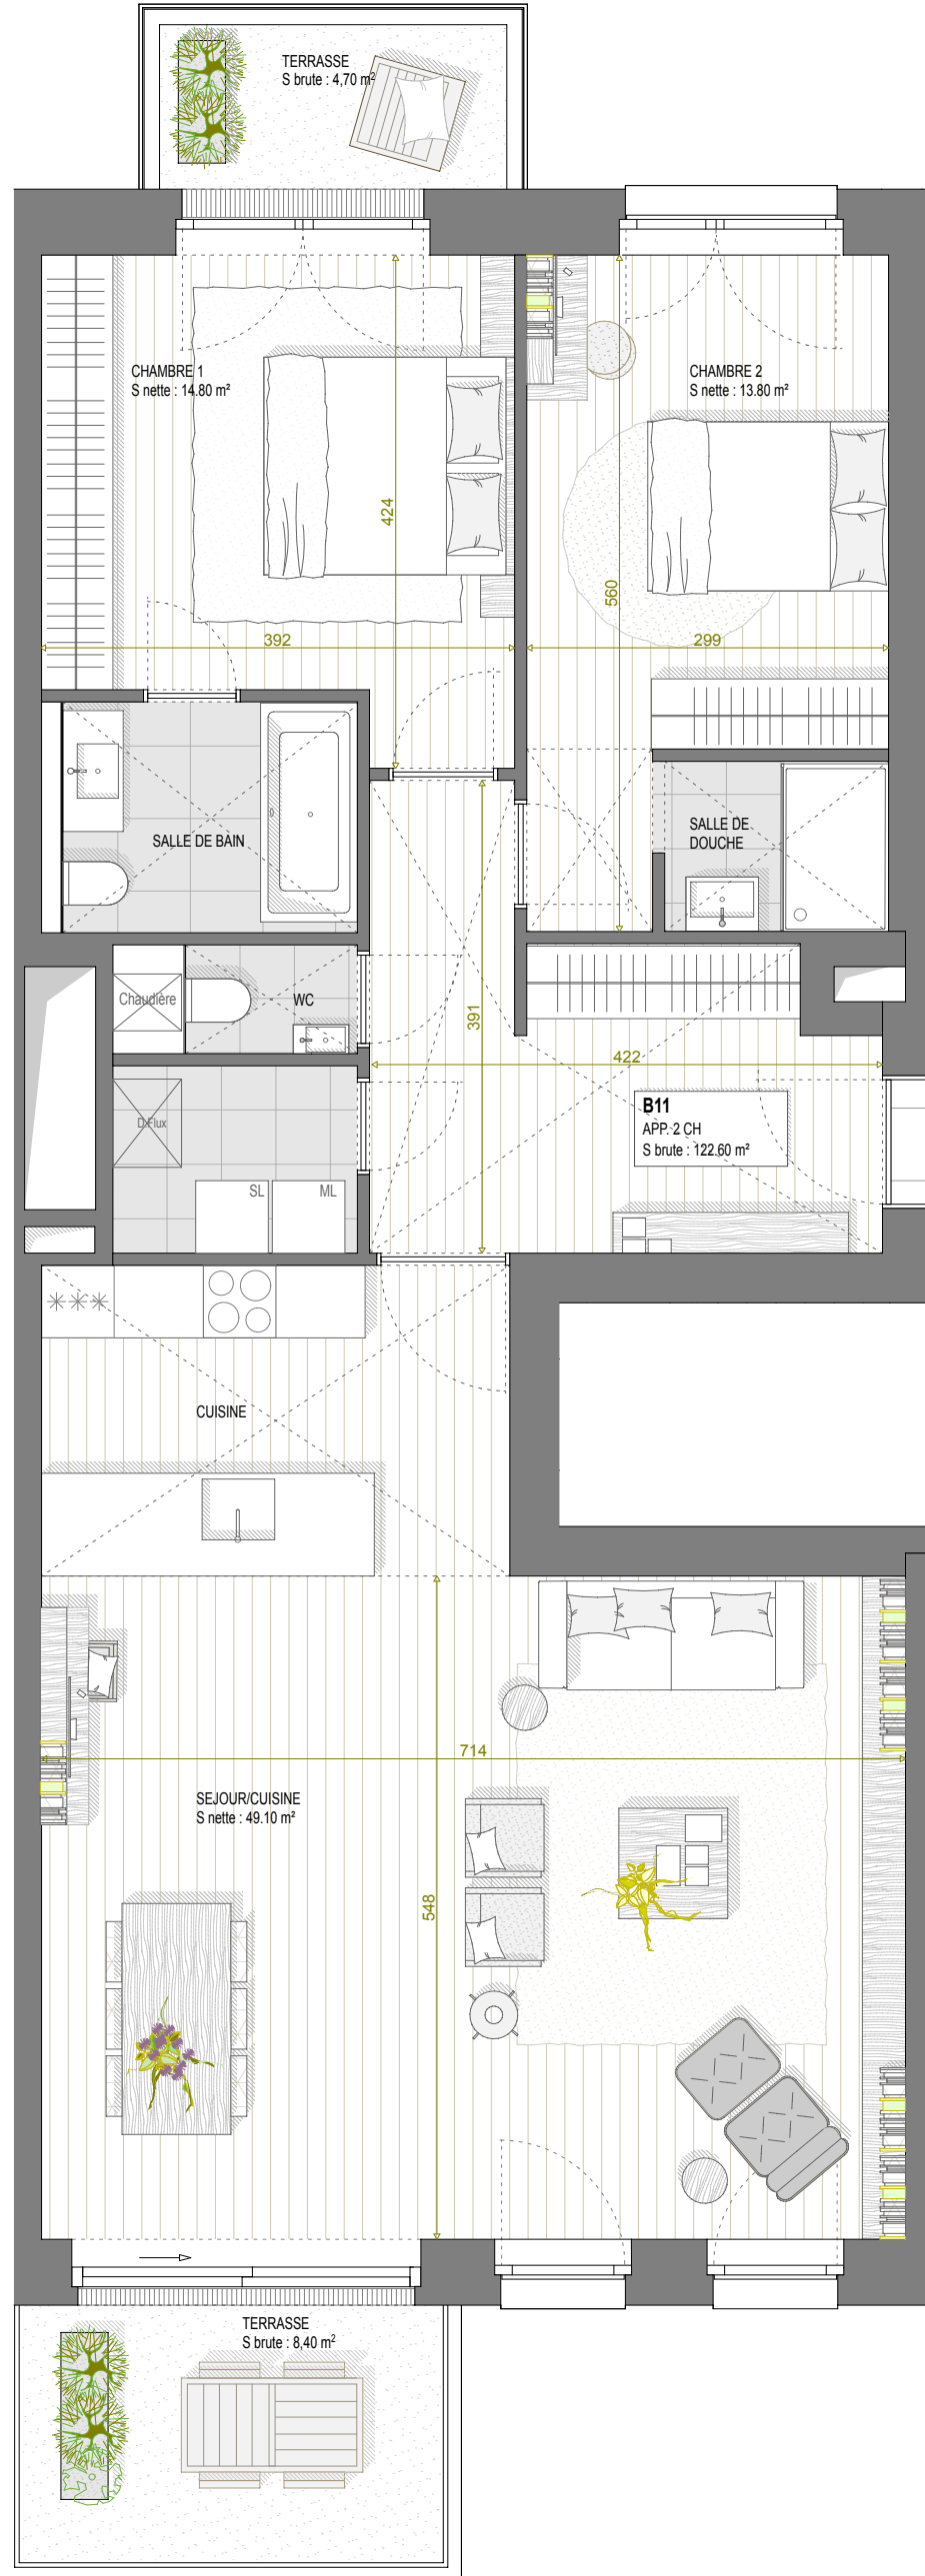 TERRASSE
S brute : 4,70 m²
CHAMBRE 1
S nette : 14.80 m²
CHAMBRE 2
S nette : 13.80 m²
424
560
392
299
SALLE DE BAIN
SALLE DE
DOUCHE
Chaudière
WC
391
422
B11
APP. 2 CH
S brute : 122.60 m²
D.Flux
SL
ML
CUISINE
714
SEJOUR/CUISINE
S nette : 49.10 m²
548
TERRASSE
S brute : 8,40 m²